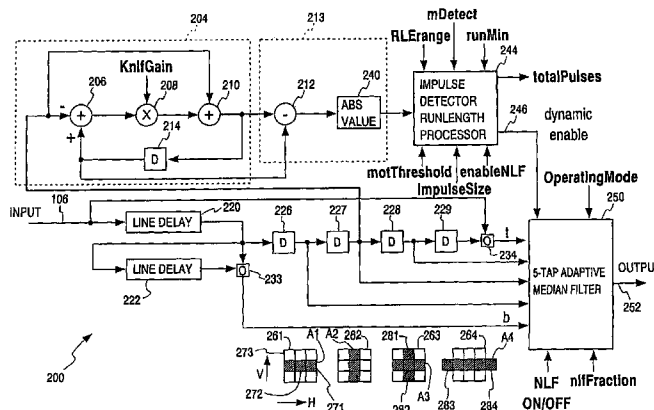 204
213
mDetect
RLErange
runMin
244
KnlfGain
240
totalPulses
206
208
210
212
ABS
VALUE
IMPULSE
DETECTOR
RUNLENGTH
PROCESSOR
246
dynamic
enable
-
+
X
+
-
+
214
D
motThreshold
enableNLF
ImpulseSize
OperatingMode
INPUT
106
220
LINE DELAY
226
227
228
229
D
D
D
D
250
t
234
5-TAP ADAPTIVE
MEDIAN FILTER
OUTPU
252
LINE DELAY
222
233
b
200
261
A1
A2
262
281
263
264
A4
273
V
272
H
271
A3
283
284
282
NLF
ON/OFF
nlfFraction